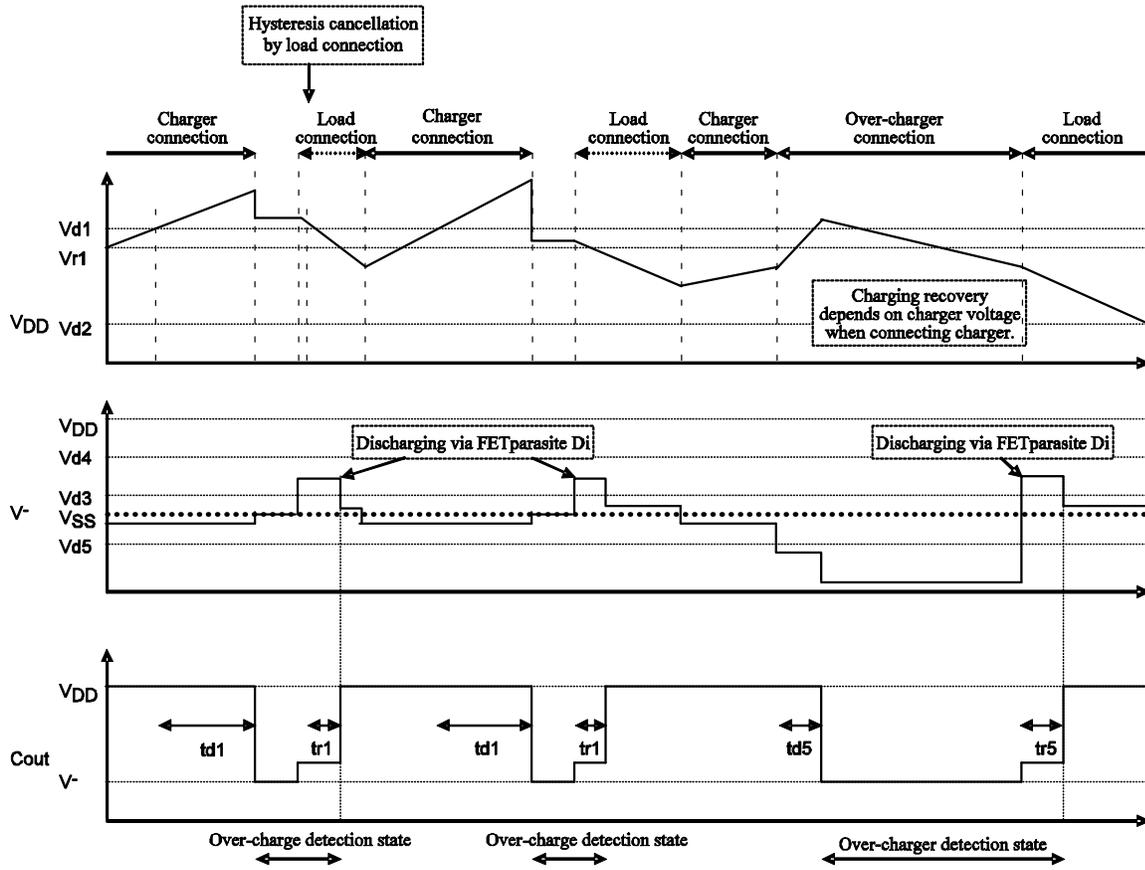 Hysteresis cancellation
by load connection
Charger
connection
Load
connection
Charger
connection
Load
connection
Charger
connection
Over-charger
connection
Load
connection
Vd1
Vr1
VDD
Vd2
Charging recovery
depends on charger voltage
when connecting charger.
VDD
Vd4
Vd3
V-
VSS
Vd5
Discharging via FETparasite Di
Discharging via FETparasite Di
VDD
Cout
V-
td1
tr1
td1
tr1
td5
tr5
Over-charge detection state
Over-charge detection state
Over-charger detection state